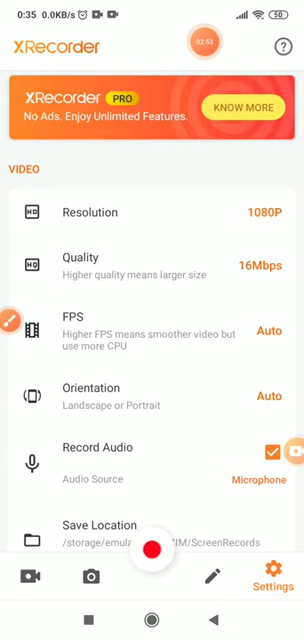 0:35 0.0KB/s 50
XRecorder
02:53
XRecorder PRO
No Ads. Enjoy Unlimited Features.
KNOW MORE
VIDEO
Resolution 1080P
Quality
Higher quality means larger size
16Mbps
FPS
Higher FPS means smoother video but
use more CPU
Auto
Orientation
Landscape or Portrait
Auto
Record Audio
Audio Source Microphone
Save Location
/storage/emula CIM/ScreenRecords
Settings